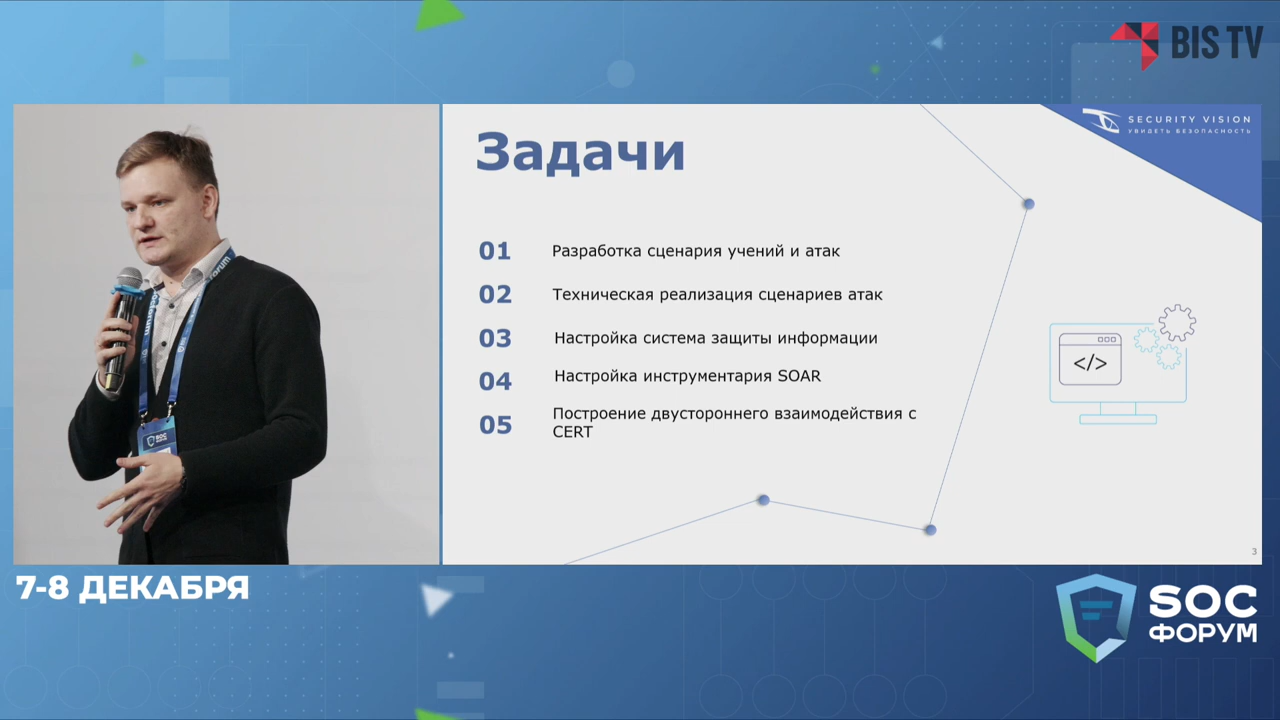 BIS TV
SECURITY VISION
УВИДЕТЬ БЕЗОПАСНОСТЬ
Задачи
01 Разработка сценария учений и атак
02 Техническая реализация сценариев атак
03 Настройка система защиты информации
04 Настройка инструментария SOAR
05 Построение двустороннего взаимодействия с
CERT
3
7-8 ДЕКАБРЯ
SOC
ФОРУМ